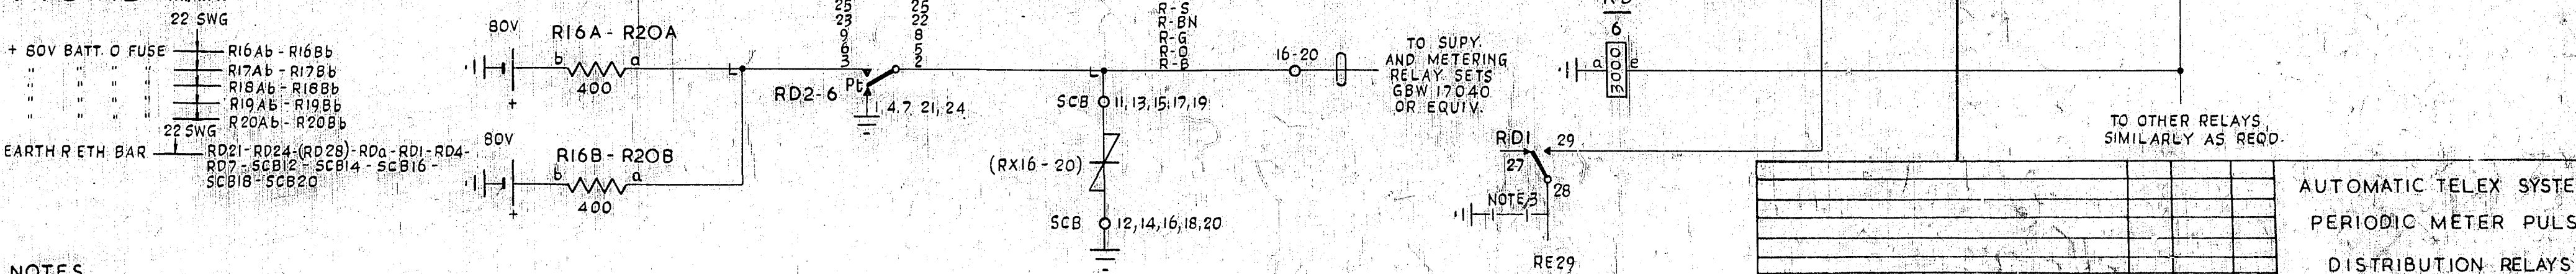 22 SWG
+ 80V BATT. O FUSE
R16Ab - R16Bb
" " " "
R17Ab - R17Bb
" " " "
R18Ab - R18Bb
" " " "
R19Ab - R19Bb
" " " "
R20Ab - R20Bb
22 SWG
EARTH R ETH BAR
RD21-RD24-(RD28)-RDa-RD1-RD4-
RD7-SCB12-SCB14-SCB16-
SCB18-SCB20
NOTES
80V
R16A - R20A
b
a
400
+
80V
R16B - R20B
b
a
400
+
25
23
9
6
3
25
22
8
5
2
RD2-6
Pt
1,4,7, 21, 24
R-S
R-BN
R-G
R-O
R-B
SCB
11,13,15,17,19
(RX16-20)
SCB
12,14,16,18,20
16-20
TO SUPY.
AND METERING
RELAY SETS
GBW 17040
OR EQUIV.
6
a
3000
e
RD1
29
27
28
NOTE 3
RE29
TO OTHER RELAYS,
SIMILARLY AS REQD.
AUTOMATIC TELEX SYSTE
PERIODIC METER PULS
DISTRIBUTION RELAYS